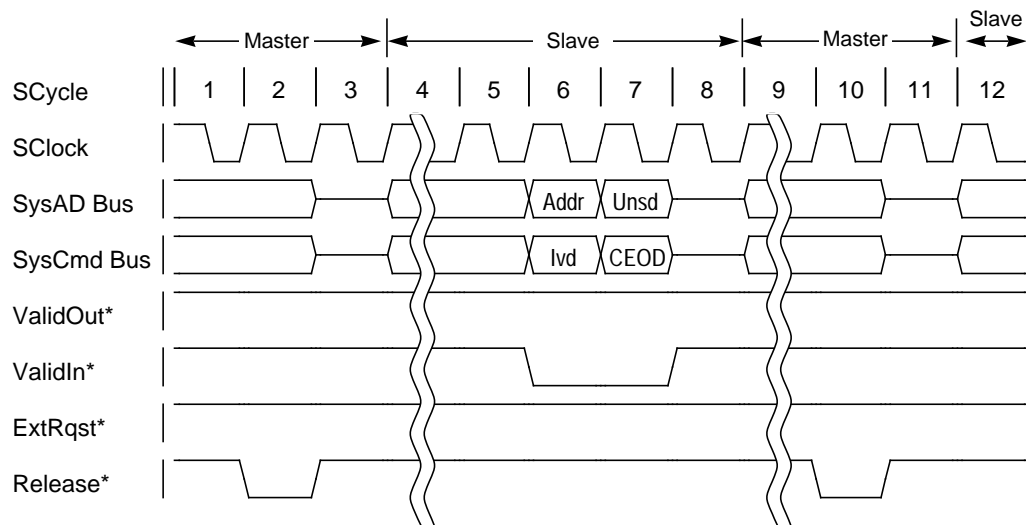 Master Slave Master Slave
SCycle 1 2 3 4 5 6 7 8 9 10 11 12
SClock
SysAD Bus Addr Unsd
SysCmd Bus Ivd CEOD
ValidOut*
ValidIn*
ExtRqst*
Release*